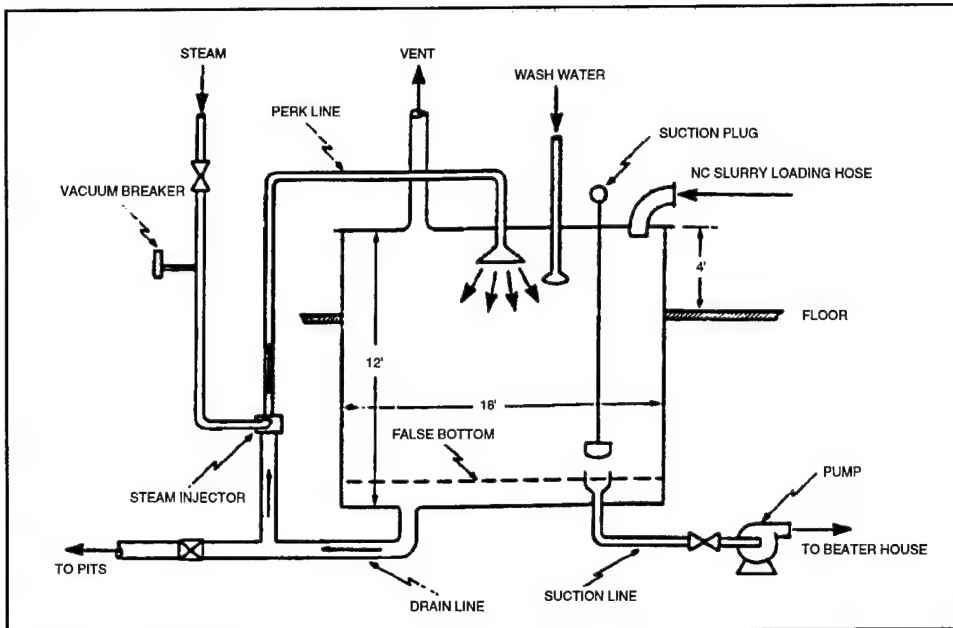 STEAM
VENT
WASH WATER
PERK LINE
SUCTION PLUG
NC SLURRY LOADING HOSE
VACUUM BREAKER
4'
FLOOR
12'
18'
FALSE BOTTOM
STEAM INJECTOR
PUMP
TO BEATER HOUSE
TO PITS
SUCTION LINE
DRAIN LINE